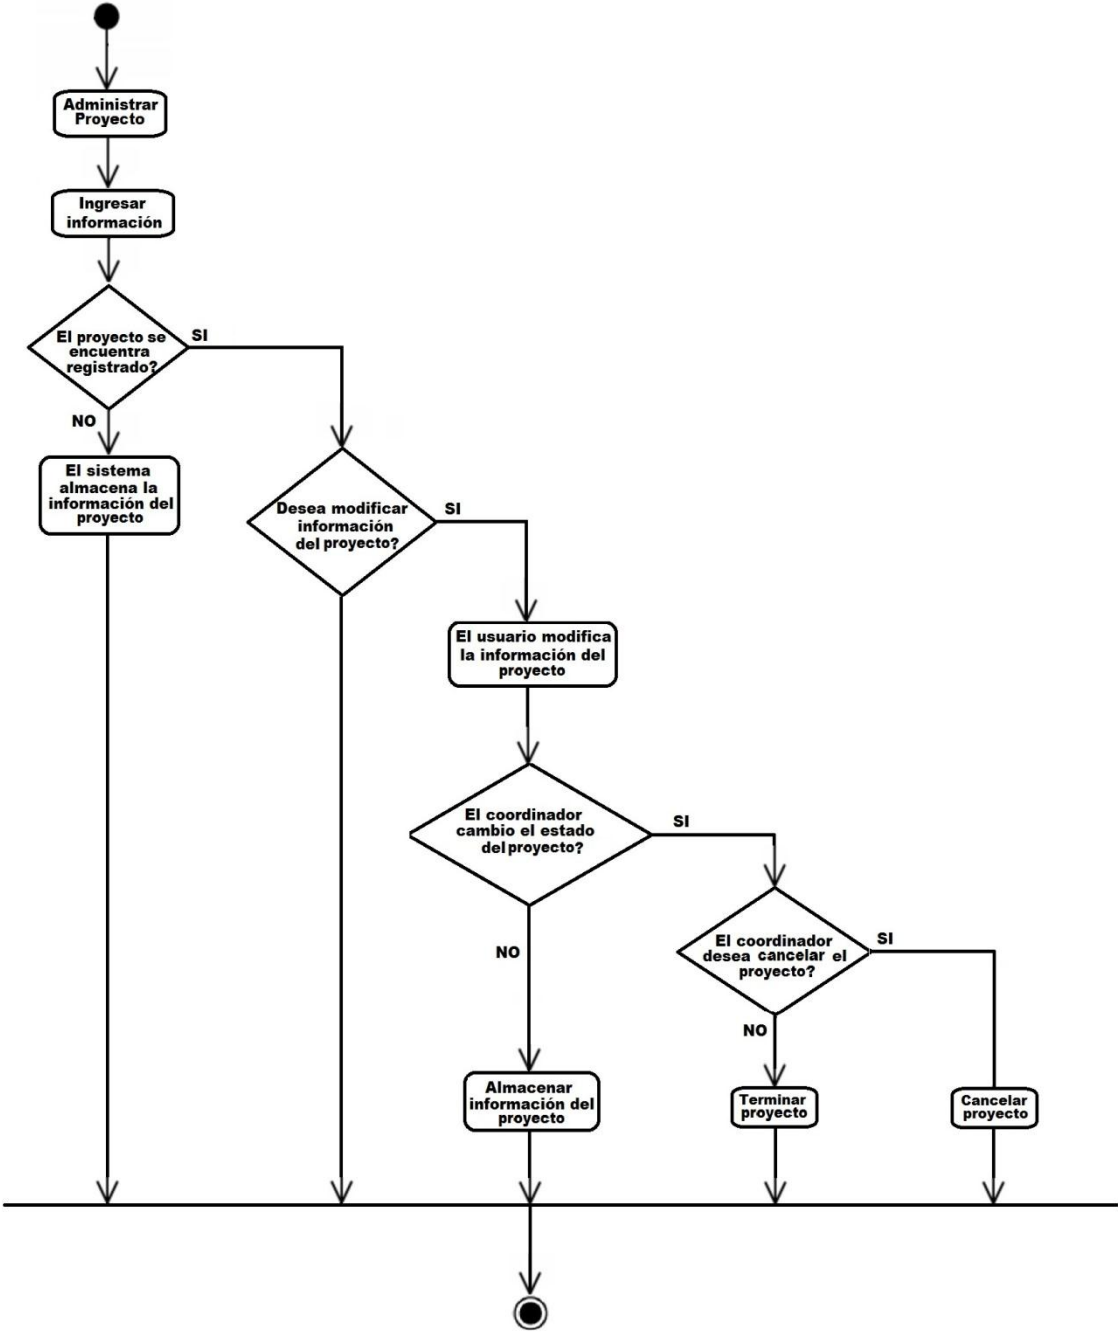 Administrar
Proyecto
Ingresar
información
El proyecto se
encuentra
registrado?
SI
NO
El sistema
almacena la
información del
proyecto
Desea modificar
información
del proyecto?
SI
El usuario modifica
la información del
proyecto
El coordinador
cambio el estado
del proyecto?
SI
NO
El coordinador
desea cancelar el
proyecto?
SI
NO
Almacenar
información del
proyecto
Terminar
proyecto
Cancelar
proyecto